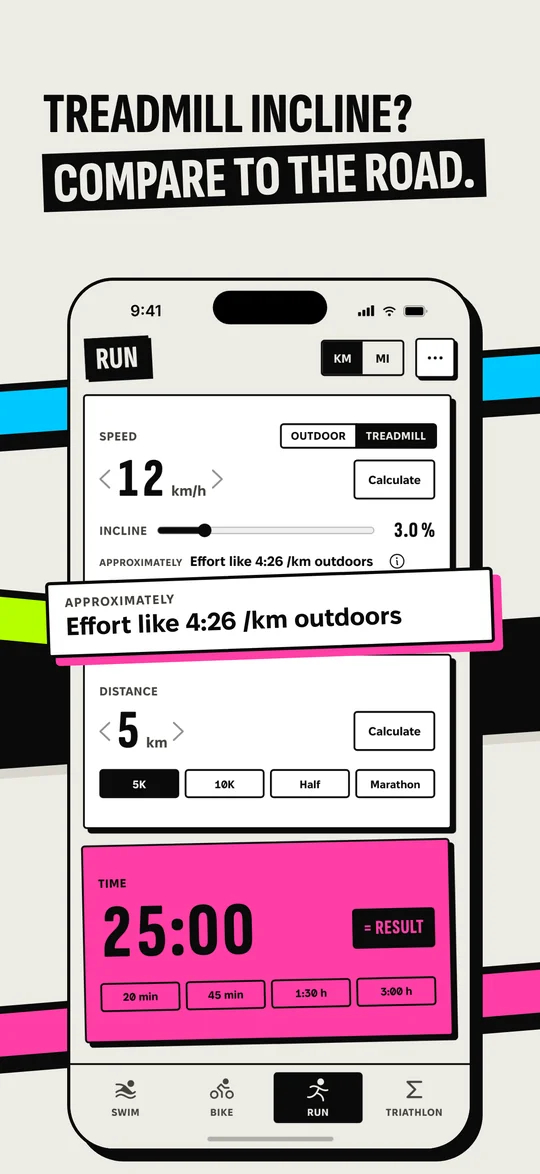 TREADMILL INCLINE?
COMPARE TO THE ROAD.
9:41
RUN
KM MI
SPEED
OUTDOOR TREADMILL
12 km/h
Calculate
INCLINE 3.0 %
APPROXIMATELY Effort like 4:26 /km outdoors
APPROXIMATELY
Effort like 4:26 /km outdoors
DISTANCE
5 km
Calculate
5K 10K Half Marathon
TIME
25:00
= RESULT
20 min 45 min 1:30 h 3:00 h
SWIM BIKE RUN TRIATHLON